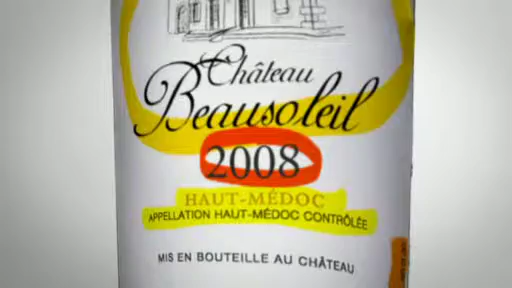 Château
Beausoleil
2008
HAUT-MÉDOC
APPELLATION HAUT-MÉDOC CONTRÔLÉE
MIS EN BOUTEILLE AU CHÂTEAU